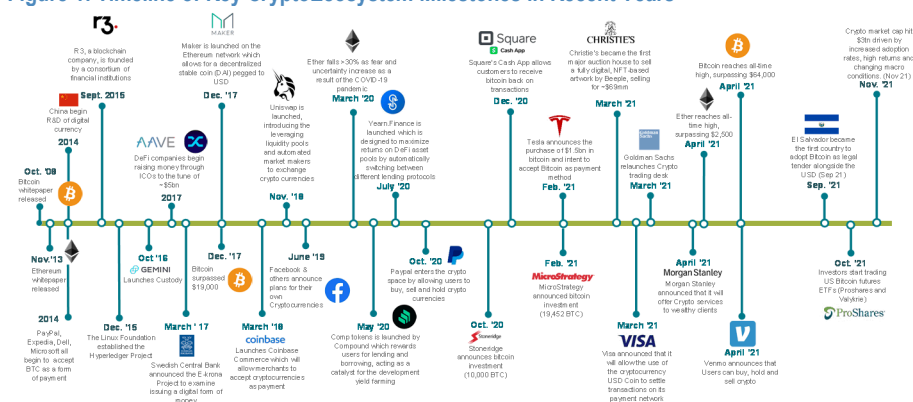 Figure 1: Timeline of Key CryptoEcosystem Milestones in Recent Years
r3.
R3, a blockchain
company, is founded
by a consortium of
financial institutions
Sept. 2015
MAKER
Maker is launched on the
Ethereum network which
allows for a decentralized
stable coin (DAI) pegged to
USD
Dec. '17
Ether falls >30% as fear and
uncertainty increase as a
result of the COVID-19
pandemic
March '20
Square
Cash App
Square's Cash App allows
customers to receive
bitcoin back on
transactions
Dec. '20
CHRISTIE'S
Christie's became the first
major auction house to sell
a fully digital, NFT-based
artwork by Beeple, selling
for ~$69mm
March '21
Bitcoin reaches all-time
high, surpassing $64,000
April '21
Crypto market cap hit
$3tn driven by
increased adoption
rates, high returns and
changing macro
conditions. (Nov 21)
Nov. '21
China begin
R&D of digital
currency
2014
AAVE
DeFi companies begin
raising money through
ICOs to the tune of
~$5bn
2017
Uniswap is
launched,
introducing the
leveraging
liquidity pools
and automated
market makers
to exchange
crypto currencies
Nov. '18
Yearn.Finance is
launched which is
designed to maximize
returns on DeFi asset
pools by automatically
switching between
different lending protocols
July '20
Tesla announces the
purchase of $1.5bn in
bitcoin and intent to
accept Bitcoin as payment
method
Feb. '21
Goldman
Sachs
Goldman Sachs
relaunches Crypto
trading desk
March '21
Ether reaches all-
time high,
surpassing $2,500
April '21
El Salvador became
the first country to
adopt Bitcoin as legal
tender alongside the
USD (Sep 21)
Sep. '21
Oct. '08
Bitcoin
whitepaper
released
Nov.'13
Ethereum
whitepaper
released
2014
PayPal,
Expedia, Dell,
Microsoft all
begin to accept
BTC as a form
of payment
Dec. '15
The Linux Foundation
established the
Hyperledger Project
Oct '16
GEMINI
Launches Custody
March ' 17
Swedish Central Bank
announced the E-krona
Project to examine
issuing a digital form of
money
Dec. '17
Bitcoin
surpassed
$19,000
March '18
coinbase
Launches Coinbase
Commerce which will
allow merchants to
accept cryptocurrencies
as payment
June '19
Facebook &
others announce
plans for their
own
Cryptocurrencies
May '20
Comp tokens is launched by
Compound which rewards
users for lending and
borrowing, acting as a
catalyst for the development
yield farming
Oct. '20
Paypal enters the crypto
space by allowing users to
buy, sell and hold crypto
currencies
Oct. '20
Stoneridge
Stoneridge announces
bitcoin investment
(10,000 BTC)
Feb. '21
MicroStrategy
MicroStrategy
announced bitcoin
investment
(19,452 BTC)
March '21
VISA
Visa announced that it
will allow the use of
the cryptocurrency
USD Coin to settle
transactions on its
payment network
April '21
Morgan Stanley
Morgan Stanley
announced that it will
offer Crypto services
to wealthy clients
April '21
Venmo announces that
Users can buy, hold and
sell crypto
Oct. '21
Investors start trading
US Bitcoin futures
ETFs (Proshares and
Valykrie)
ProShares